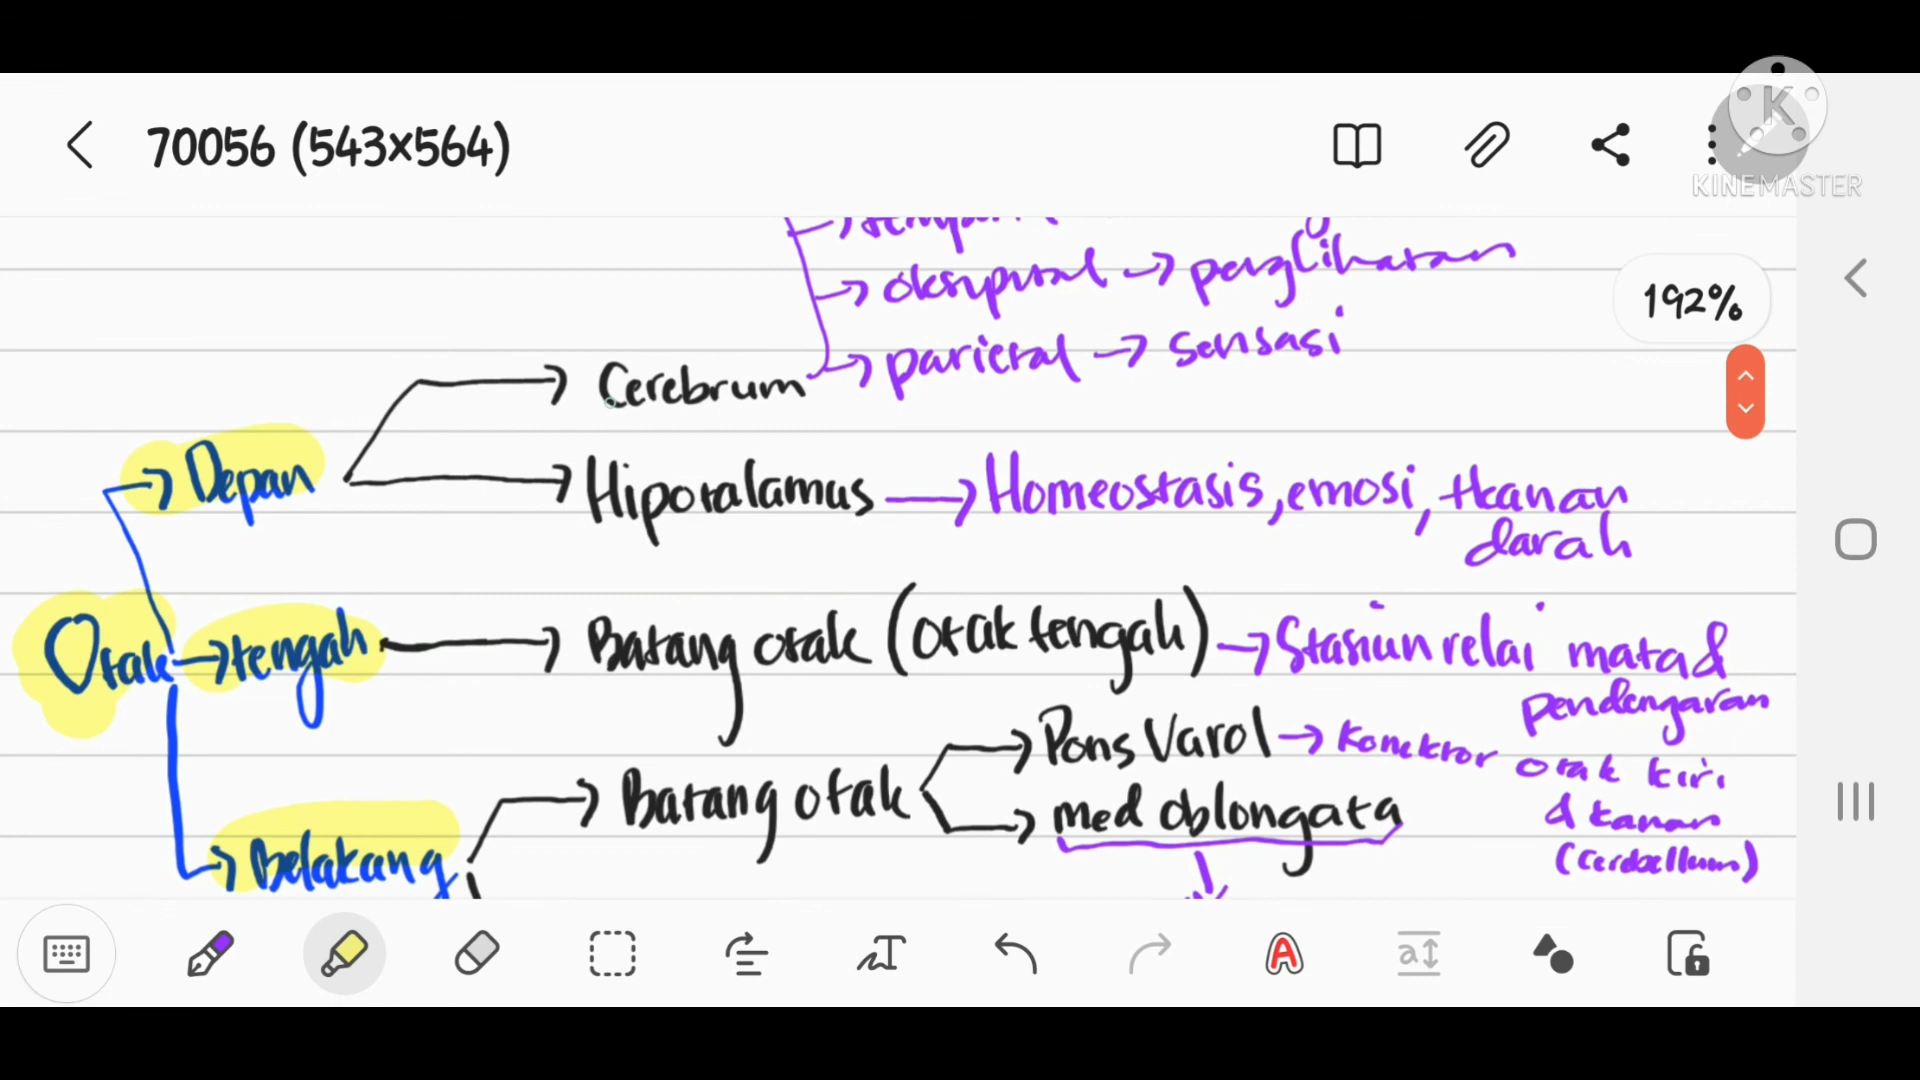 70056 (543x564)
KINEMASTER
192%
oksipital → penglihatan
Cerebrum → parietal → sensasi
→ Depan
→ Hipotalamus → Homeostasis, emosi, tkanan
darah
Otak → tengah → Batang otak (otak tengah) → Stasiun relai mata &
pendengaran
→ Pons Varol → konektor otak kiri
& kanan
(cerebellum)
→ Batang otak → med oblongata
→ Belakang